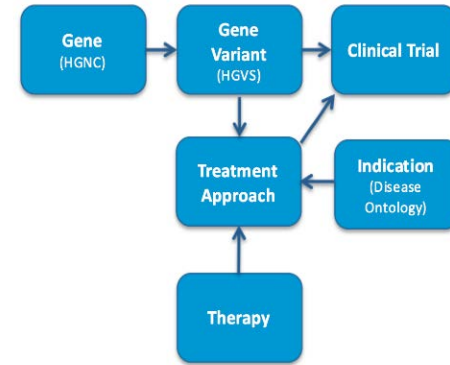 Gene
(HGNC)
Gene
Variant
(HGVS)
Clinical Trial
Treatment
Approach
Indication
(Disease
Ontology)
Therapy